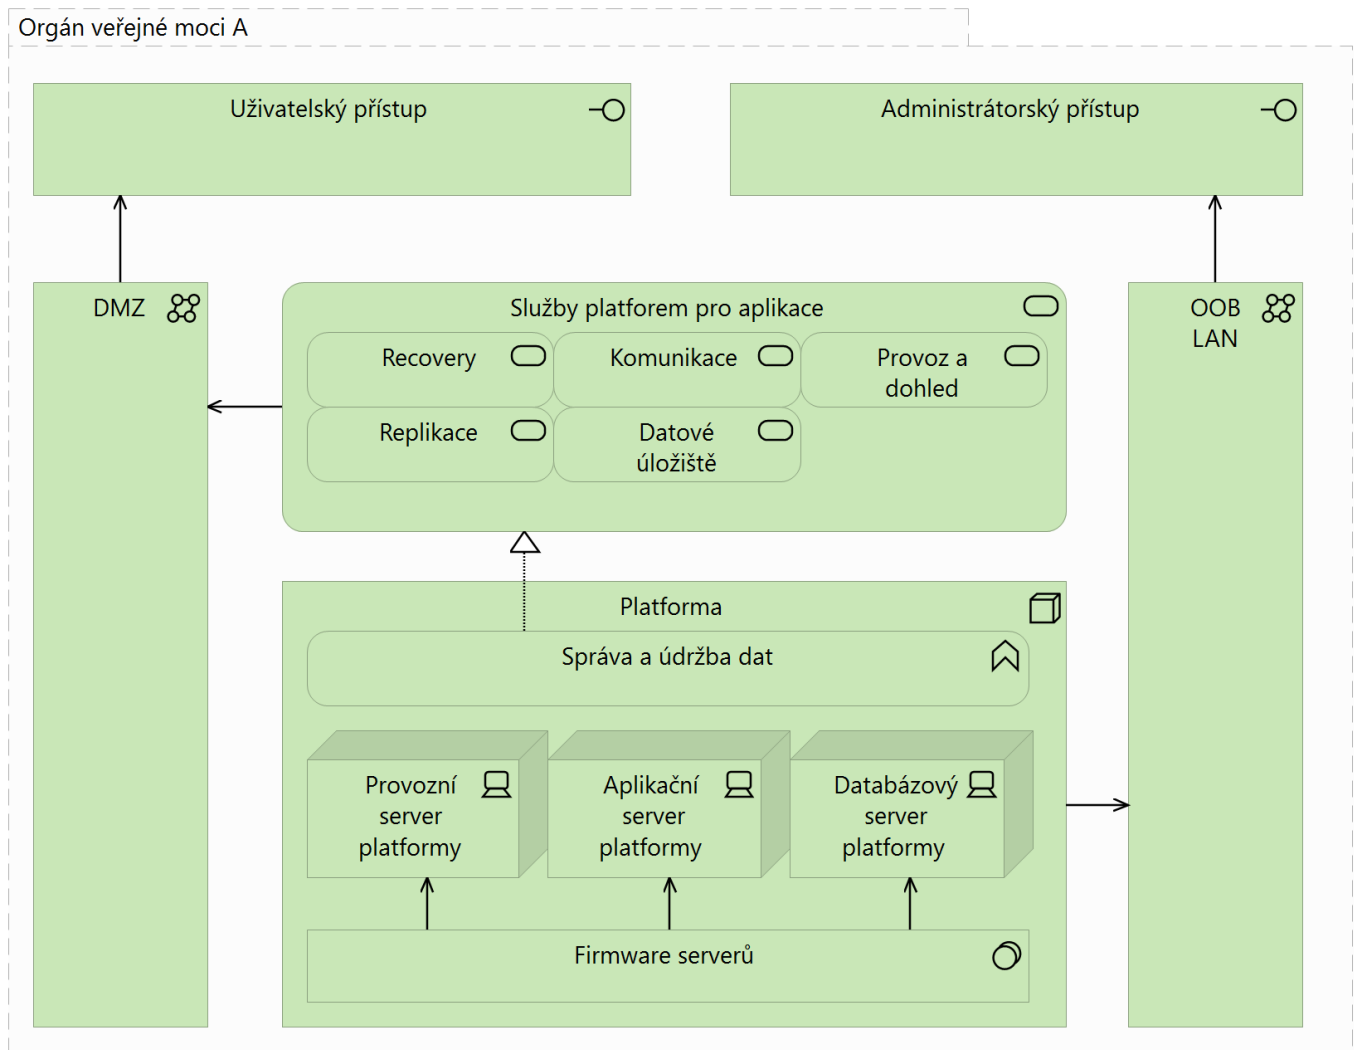 Orgán veřejné moci A
Uživatelský přístup
Administrátorský přístup
DMZ
Služby platforem pro aplikace
OOB
LAN
Recovery
Komunikace
Provoz a
dohled
Replikace
Datové
úložiště
Platforma
Správa a údržba dat
Provozní
server
platformy
Aplikační
server
platformy
Databázový
server
platformy
Firmware serverů